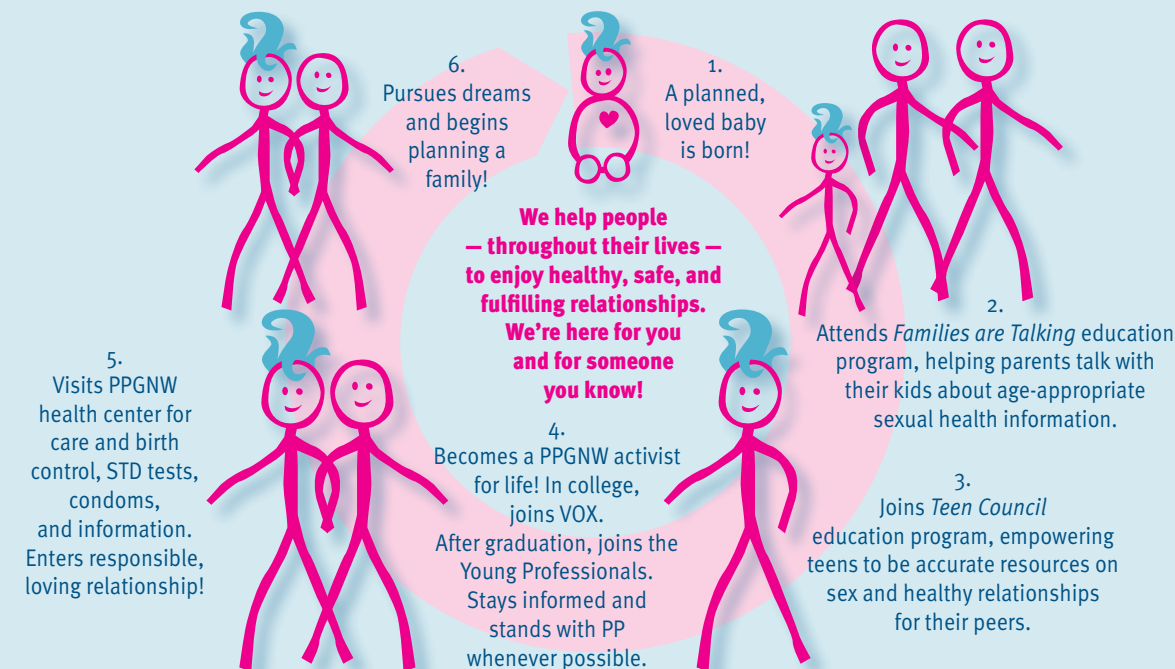 1.
A planned,
loved baby
is born!
2.
Attends Families are Talking education
program, helping parents talk with
their kids about age-appropriate
sexual health information.
3.
Joins Teen Council
education program, empowering
teens to be accurate resources on
sex and healthy relationships
for their peers.
4.
Becomes a PPGNW activist
for life! In college,
joins VOX.
After graduation, joins the
Young Professionals.
Stays informed and
stands with PP
whenever possible.
5.
Visits PPGNW
health center for
care and birth
control, STD tests,
condoms,
and information.
Enters responsible,
loving relationship!
6.
Pursues dreams
and begins
planning a
family!
We help people
— throughout their lives —
to enjoy healthy, safe, and
fulfilling relationships.
We’re here for you
and for someone
you know!